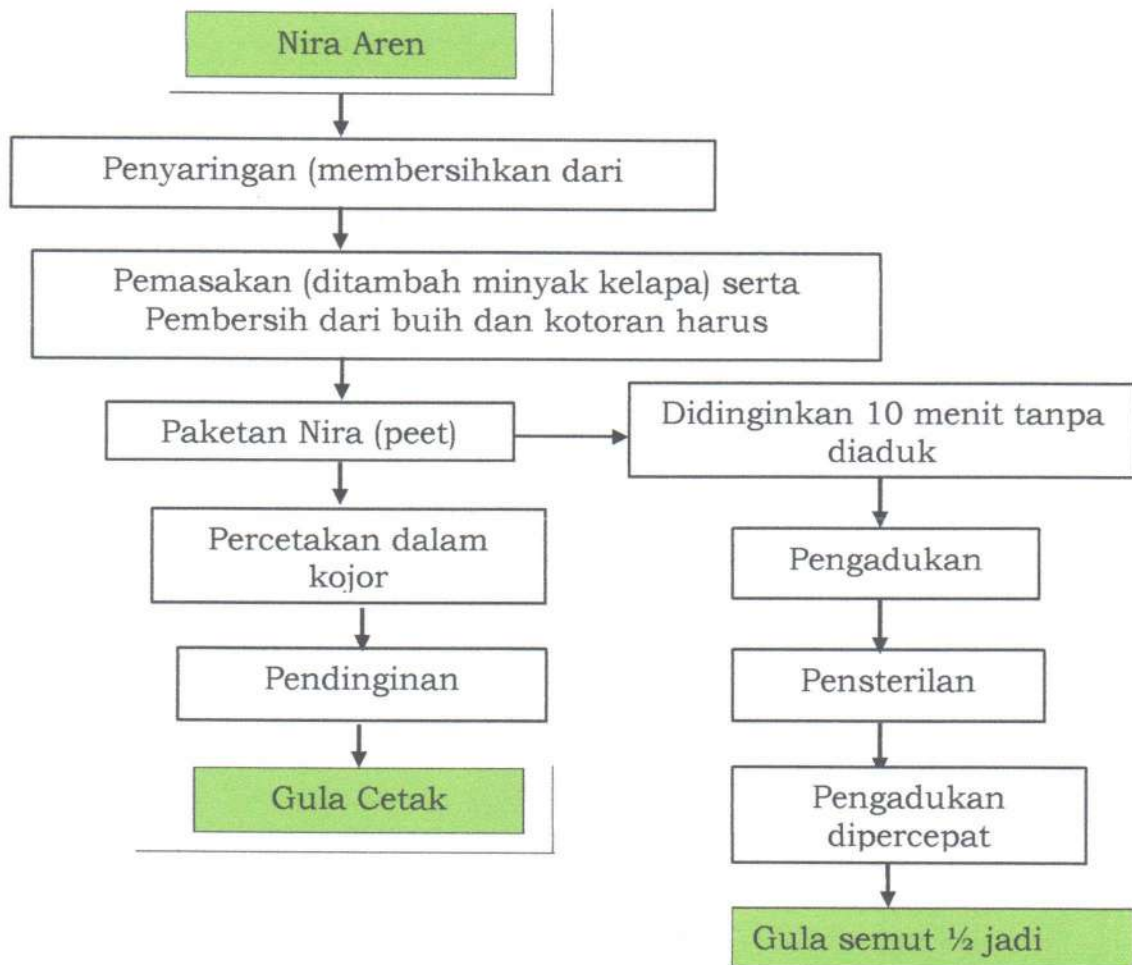 Nira Aren
Penyaringan (membersihkan dari
Pemasakan (ditambah minyak kelapa) serta
Pembersih dari buih dan kotoran harus
Paketan Nira (peet)
Didinginkan 10 menit tanpa
diaduk
Percetakan dalam
kojor
Pendinginan
Gula Cetak
Pengadukan
Pensterilan
Pengadukan
dipercepat
Gula semut ½ jadi